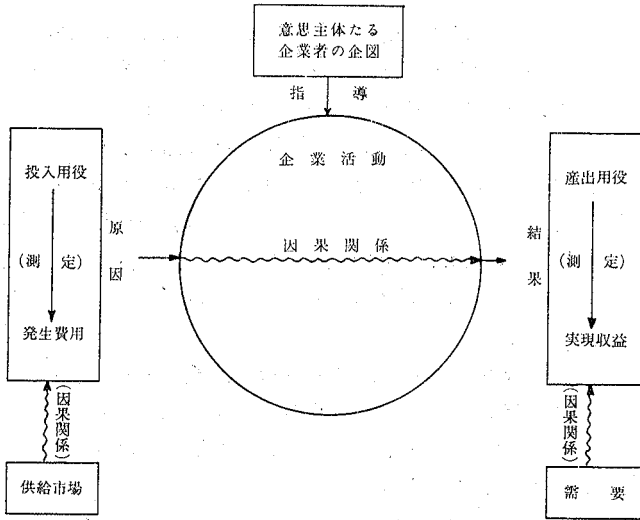 意思主体たる
企業者の企図
指導
企業活動
投入用役
(測定)
発生費用
原因
因果関係
結果
産出用役
(測定)
実現収益
(因果関係)
(因果関係)
供給市場
需要